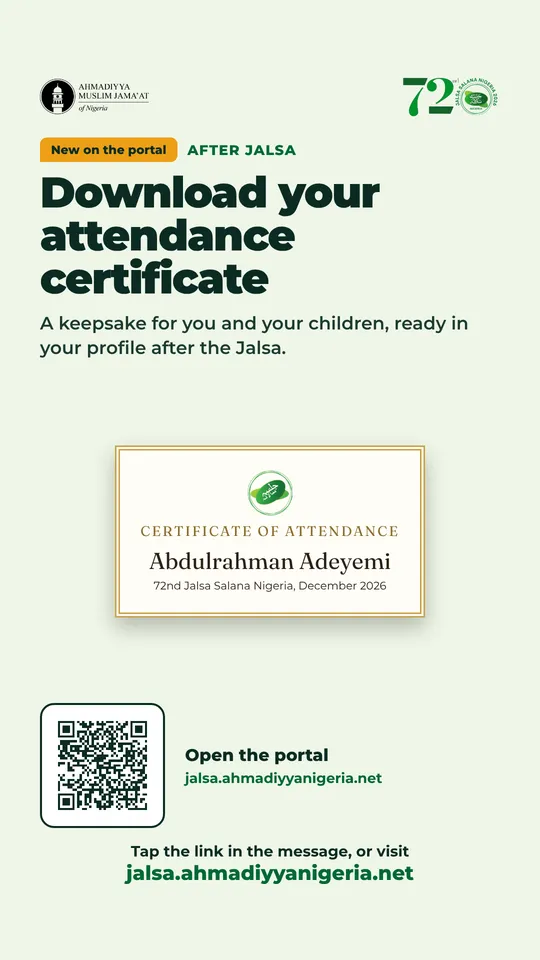 AHMADIYYA
MUSLIM JAMA'AT
of Nigeria
72
JALSA SALANA NIGERIA 2026
New on the portal
AFTER JALSA
Download your
attendance
certificate
A keepsake for you and your children, ready in
your profile after the Jalsa.
CERTIFICATE OF ATTENDANCE
Abdulrahman Adeyemi
72nd Jalsa Salana Nigeria, December 2026
Open the portal
jalsa.ahmadiyyanigeria.net
Tap the link in the message, or visit
jalsa.ahmadiyyanigeria.net